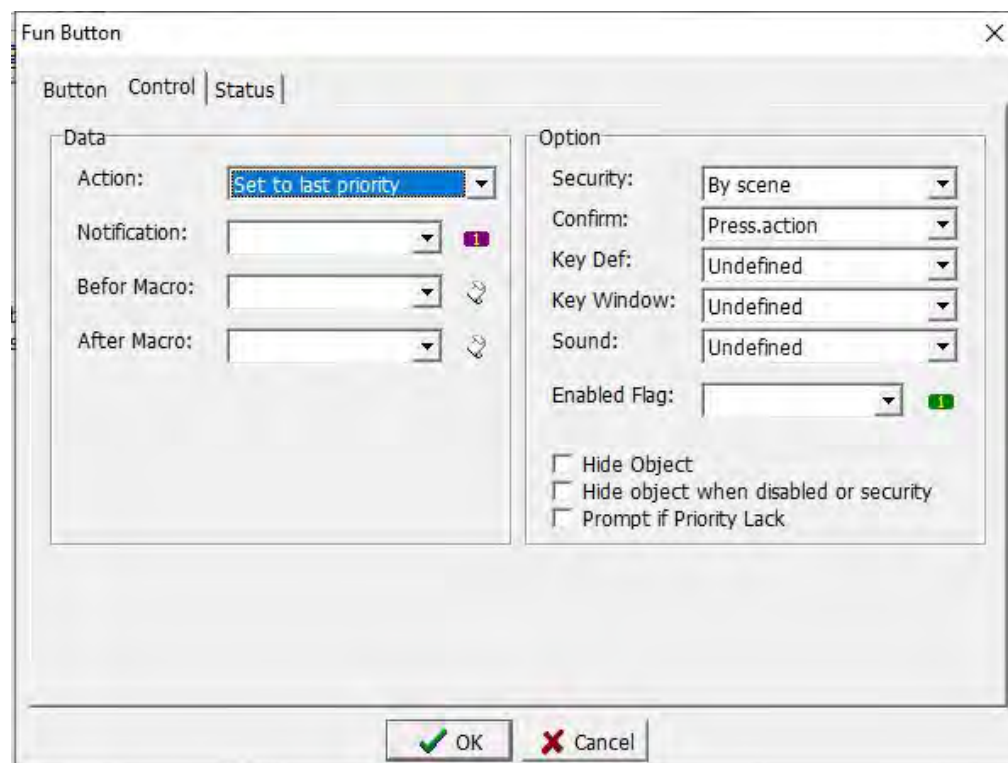 Fun Button
Button Control Status
Data
Action: Set to last priority
Notification: 1
Befor Macro:
After Macro:
Option
Security: By scene
Confirm: Press.action
Key Def: Undefined
Key Window: Undefined
Sound: Undefined
Enabled Flag: 1
Hide Object
Hide object when disabled or security
Prompt if Priority Lack
OK Cancel